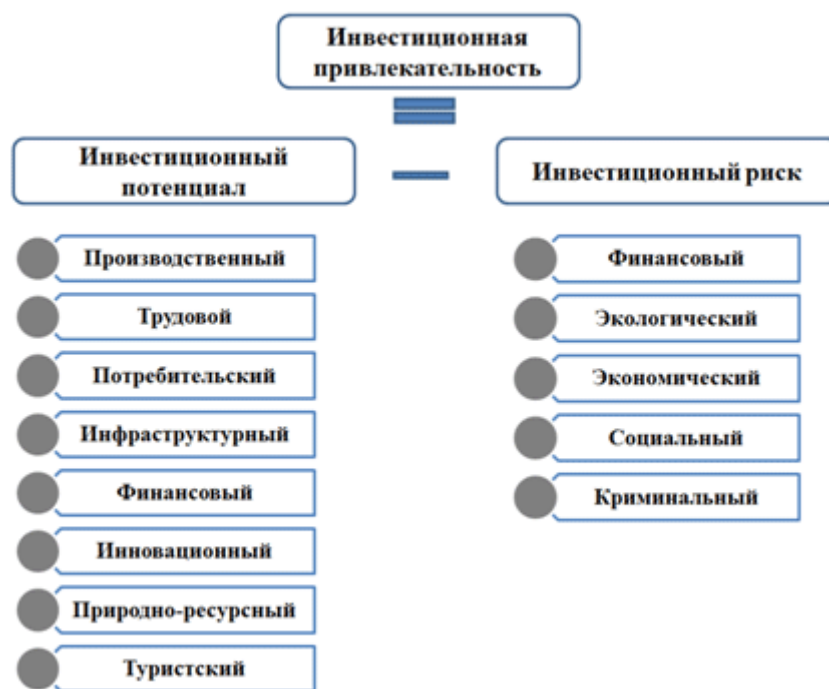 Инвестиционная
привлекательность
Инвестиционный
потенциал
Инвестиционный риск
Производственный
Трудовой
Потребительский
Инфраструктурный
Финансовый
Инновационный
Природно-ресурсный
Туристский
Финансовый
Экологический
Экономический
Социальный
Криминальный